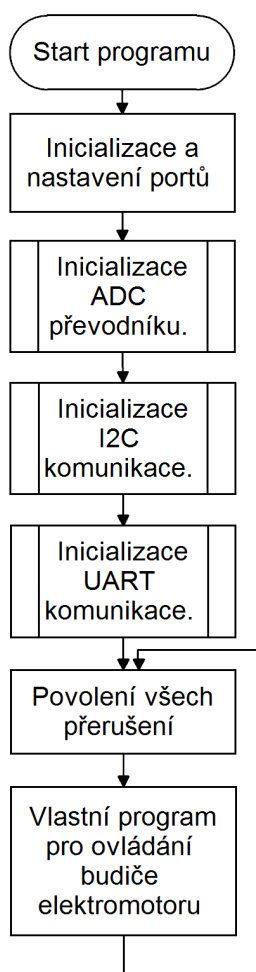 Start programu
Inicializace a
nastavení portů
Inicializace
ADC
převodníku.
Inicializace
I2C
komunikace.
Inicializace
UART
komunikace.
Povolení všech
přerušení
Vlastní program
pro ovládání
budiče
elektromotoru